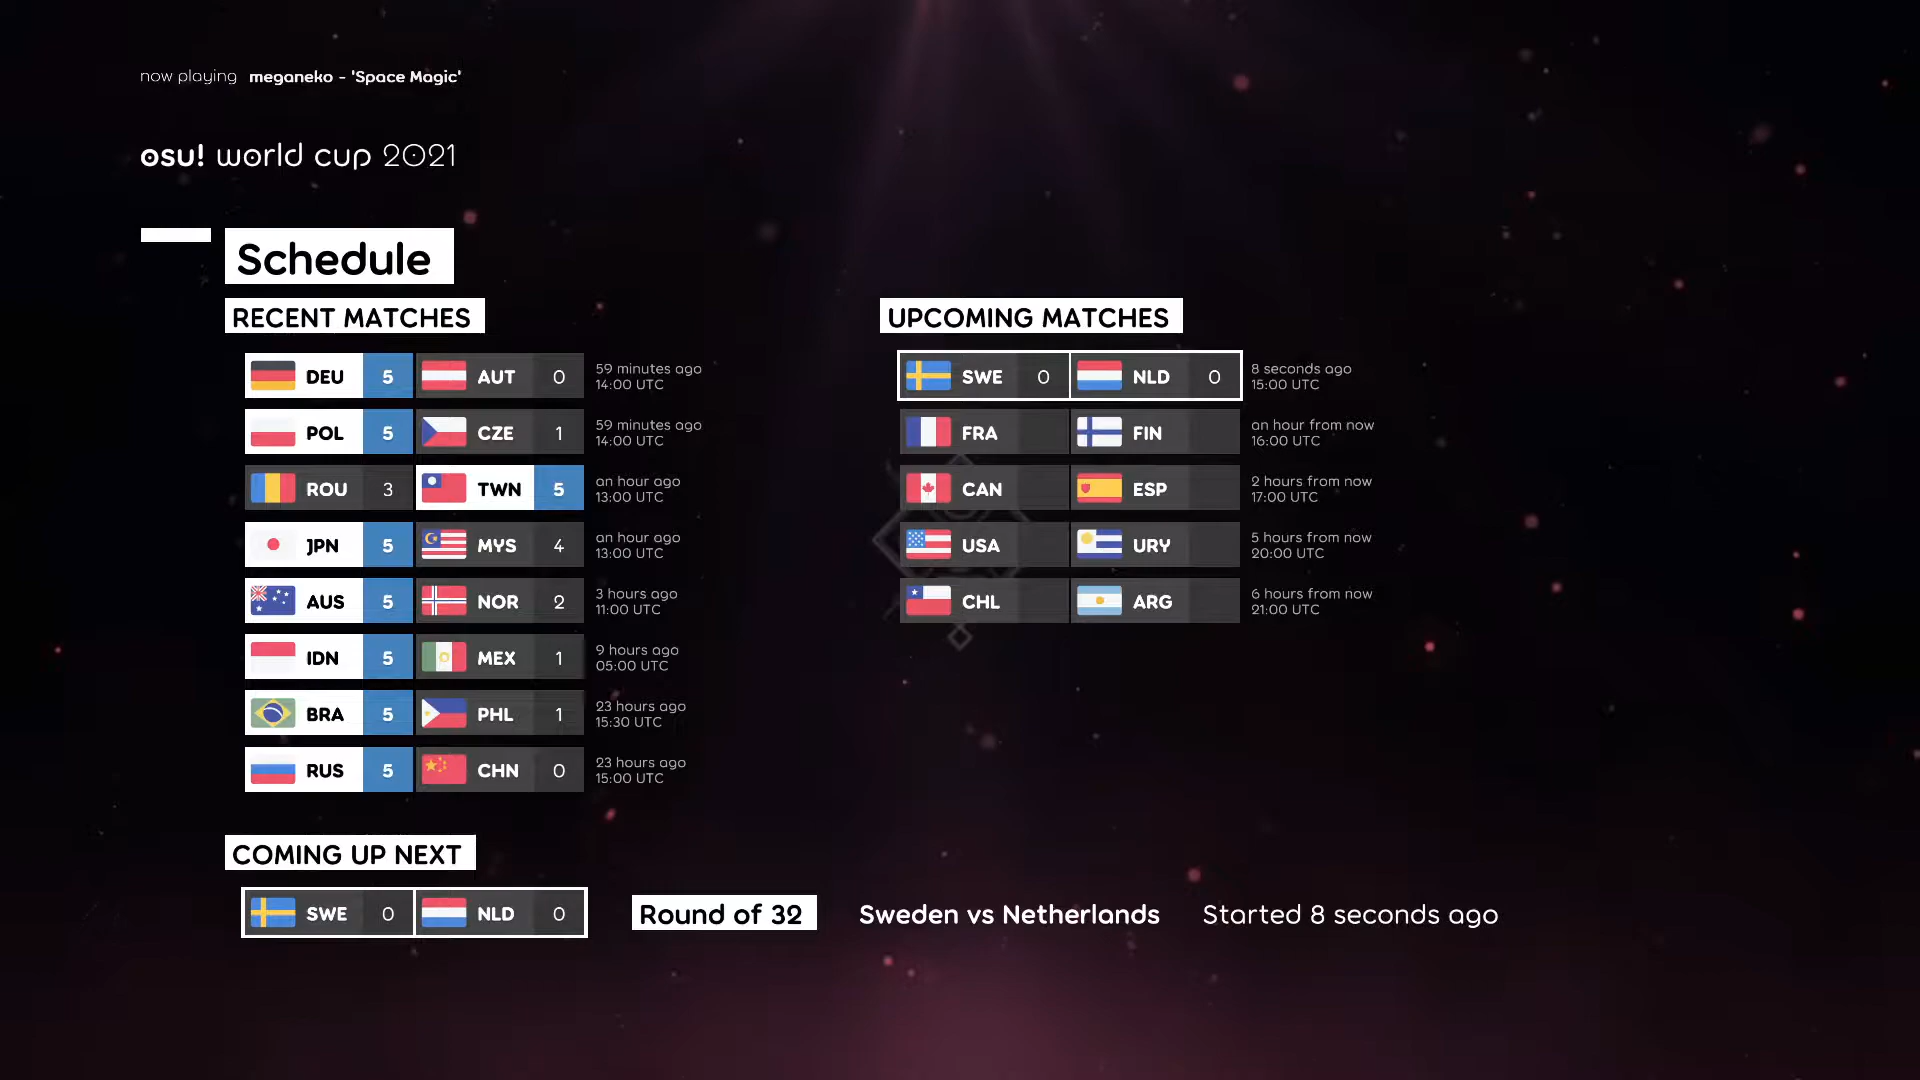 now playing meganeko - 'Space Magic'
osu! world cup 2021
Schedule
RECENT MATCHES
DEU 5 AUT 0 59 minutes ago
14:00 UTC
POL 5 CZE 1 59 minutes ago
14:00 UTC
ROU 3 TWN 5 an hour ago
13:00 UTC
JPN 5 MYS 4 an hour ago
13:00 UTC
AUS 5 NOR 2 3 hours ago
11:00 UTC
IDN 5 MEX 1 9 hours ago
05:00 UTC
BRA 5 PHL 1 23 hours ago
15:30 UTC
RUS 5 CHN 0 23 hours ago
15:00 UTC
UPCOMING MATCHES
SWE 0 NLD 0 8 seconds ago
15:00 UTC
FRA FIN an hour from now
16:00 UTC
CAN ESP 2 hours from now
17:00 UTC
USA URY 5 hours from now
20:00 UTC
CHL ARG 6 hours from now
21:00 UTC
COMING UP NEXT
SWE 0 NLD 0 Round of 32 Sweden vs Netherlands Started 8 seconds ago